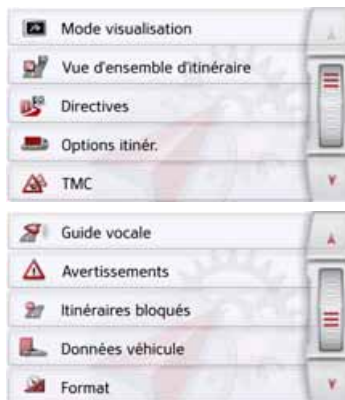 Mode visualisation
Vue d'ensemble d'itinéraire
Directives
Options itinér.
TMC
Guide vocale
Avertissements
Itinéraires bloqués
Données véhicule
Format